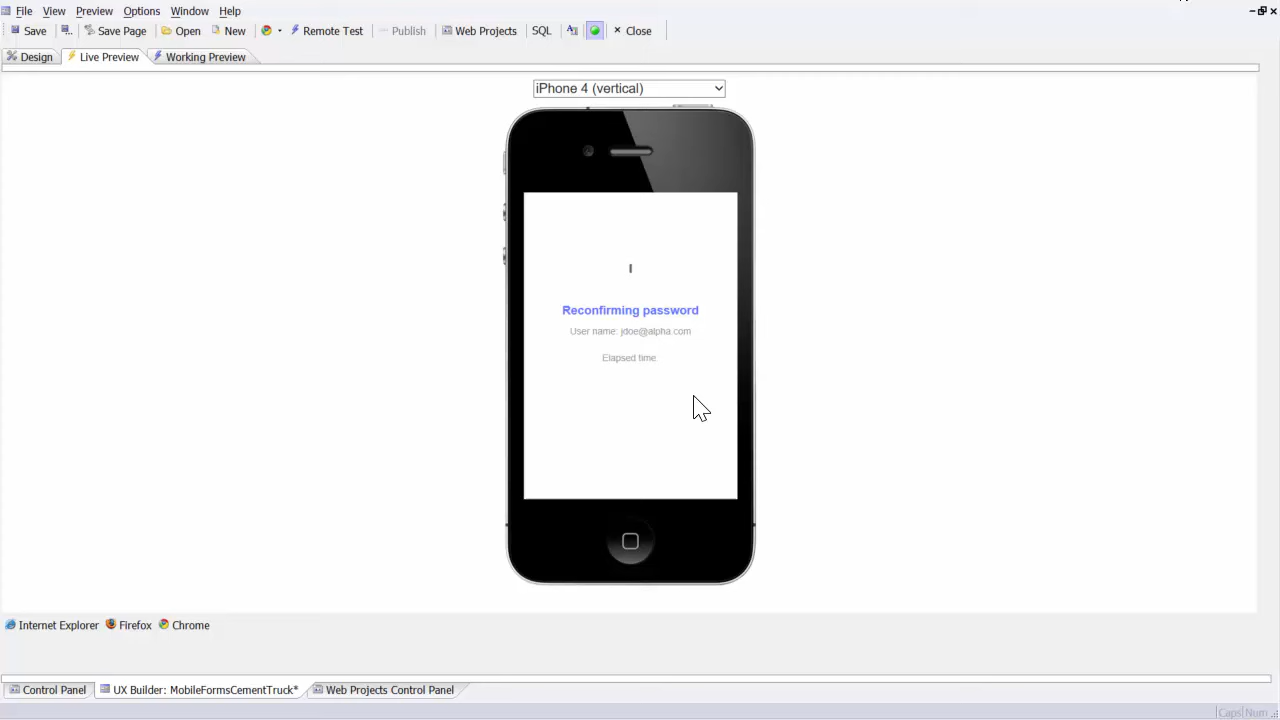 File View Preview Options Window Help
Save Save Page Open New Remote Test Publish Web Projects SQL Close
Design Live Preview Working Preview
iPhone 4 (vertical)
Reconfirming password
User name: jdoe@alpha.com
Elapsed time
Internet Explorer Firefox Chrome
Control Panel UX Builder: MobileFormsCementTruck* Web Projects Control Panel
Caps Num